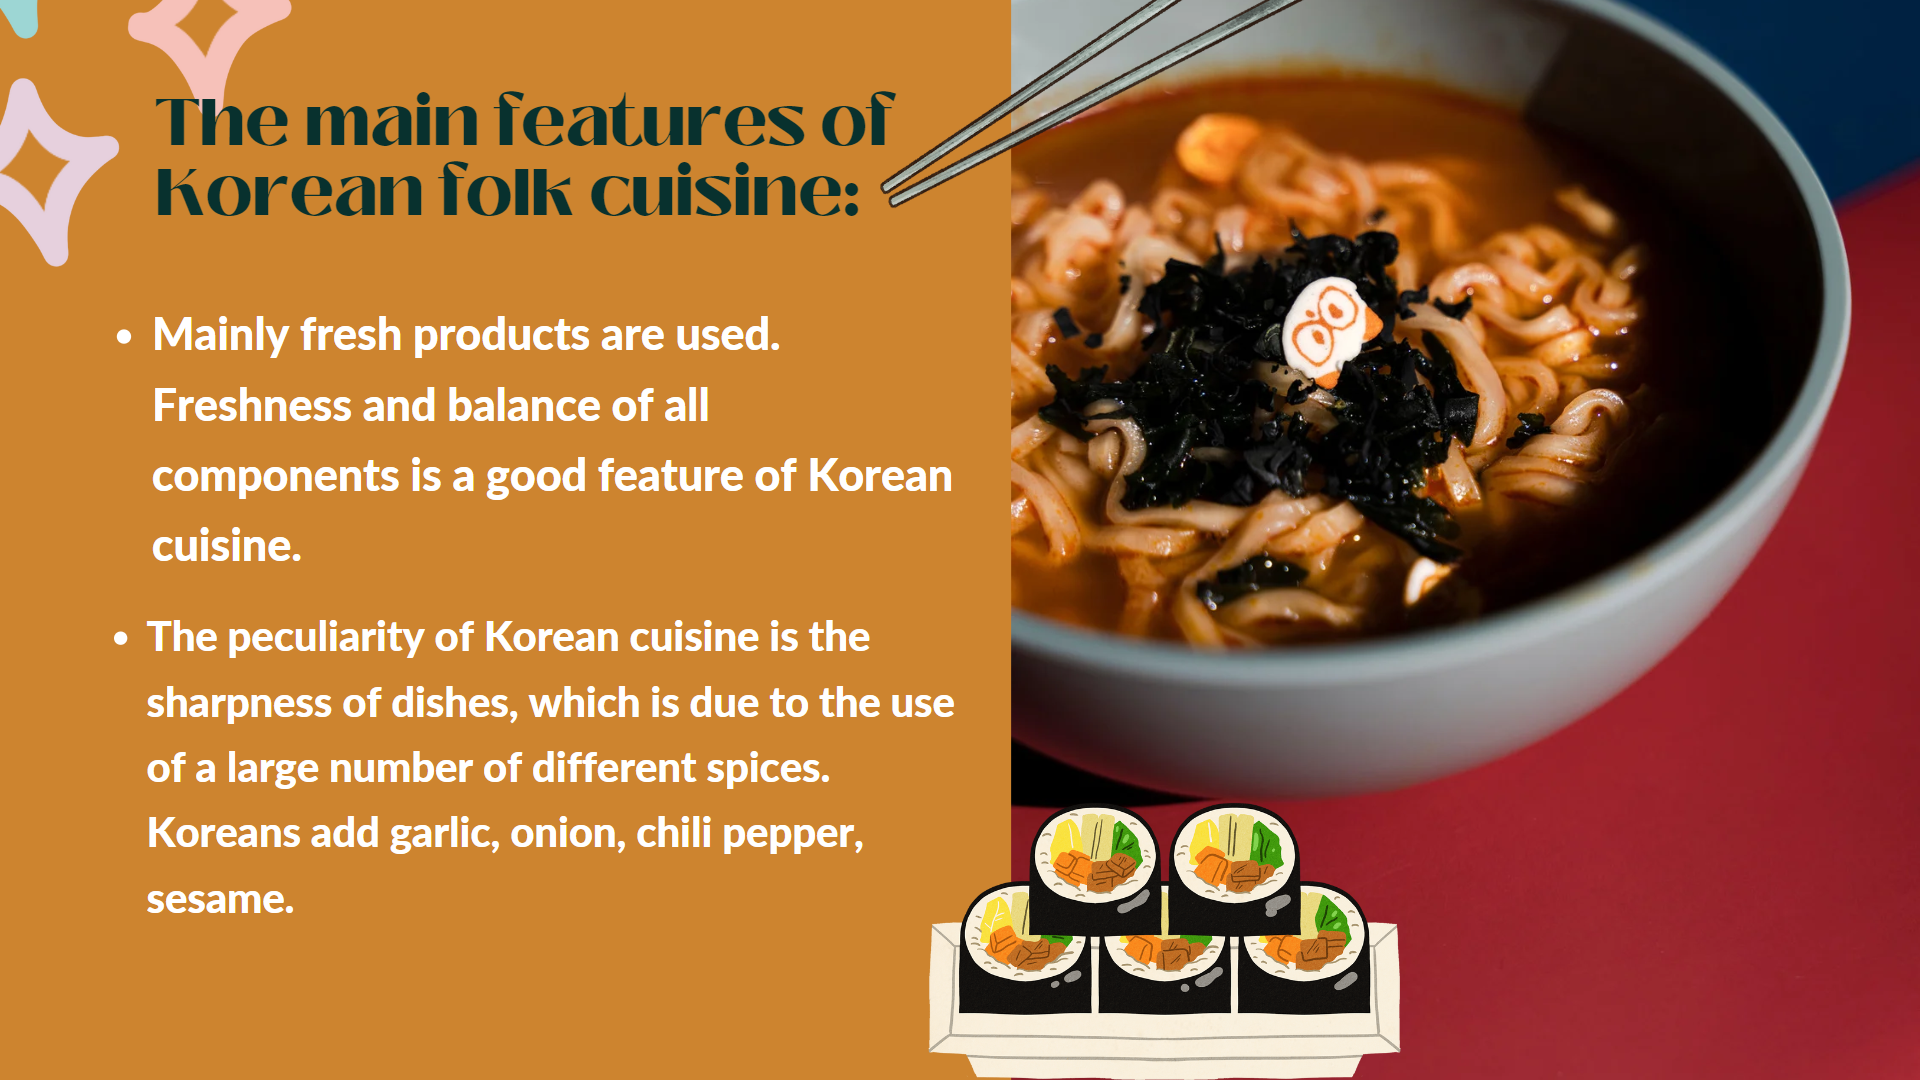 The main features of
Korean folk cuisine:
• Mainly fresh products are used.
Freshness and balance of all
components is a good feature of Korean
cuisine.
• The peculiarity of Korean cuisine is the
sharpness of dishes, which is due to the use
of a large number of different spices.
Koreans add garlic, onion, chili pepper,
sesame.